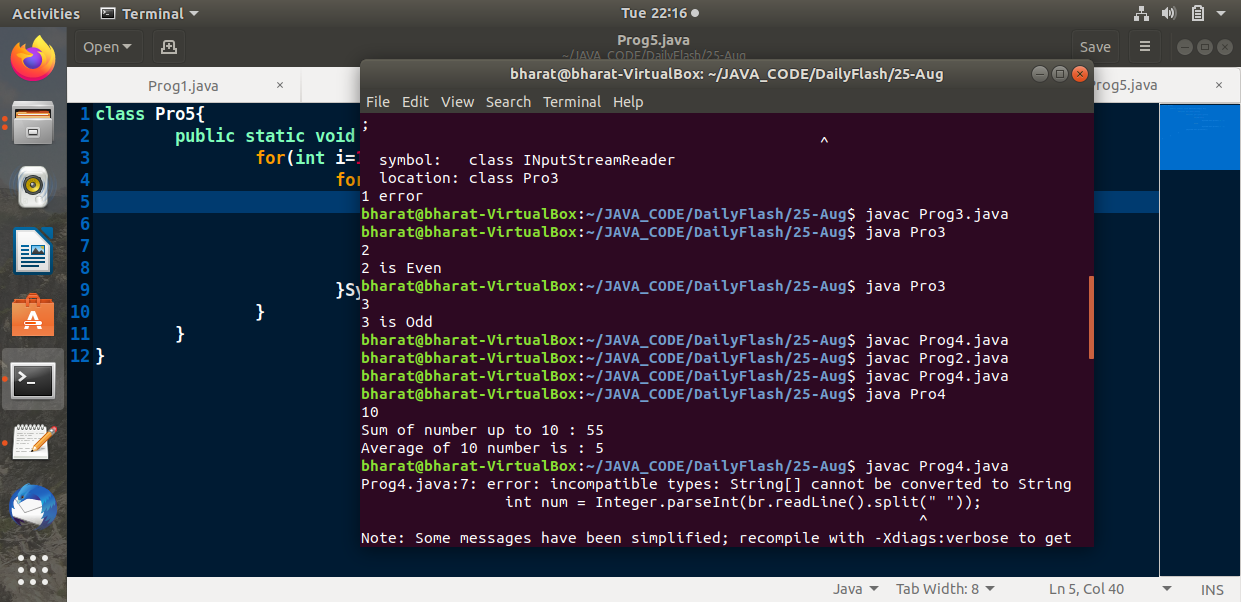 Activities Terminal Tue 22:16
Open Prog5.java Save
~/JAVA_CODE/DailyFlash/25-Aug
Prog1.java × Prog5.java ×
1 class Pro5{
2 public static void
3 for(int i=
4 for
5
6
7
8
9 }Sy
10 }
11 }
12 }
bharat@bharat-VirtualBox: ~/JAVA_CODE/DailyFlash/25-Aug
File Edit View Search Terminal Help
;
^
symbol: class INputStreamReader
location: class Pro3
1 error
bharat@bharat-VirtualBox:~/JAVA_CODE/DailyFlash/25-Aug$ javac Prog3.java
bharat@bharat-VirtualBox:~/JAVA_CODE/DailyFlash/25-Aug$ java Pro3
2
2 is Even
bharat@bharat-VirtualBox:~/JAVA_CODE/DailyFlash/25-Aug$ java Pro3
3
3 is Odd
bharat@bharat-VirtualBox:~/JAVA_CODE/DailyFlash/25-Aug$ javac Prog4.java
bharat@bharat-VirtualBox:~/JAVA_CODE/DailyFlash/25-Aug$ javac Prog2.java
bharat@bharat-VirtualBox:~/JAVA_CODE/DailyFlash/25-Aug$ javac Prog4.java
bharat@bharat-VirtualBox:~/JAVA_CODE/DailyFlash/25-Aug$ java Pro4
10
Sum of number up to 10 : 55
Average of 10 number is : 5
bharat@bharat-VirtualBox:~/JAVA_CODE/DailyFlash/25-Aug$ javac Prog4.java
Prog4.java:7: error: incompatible types: String[] cannot be converted to String
int num = Integer.parseInt(br.readLine().split(" "));
^
Note: Some messages have been simplified; recompile with -Xdiags:verbose to get
Java Tab Width: 8 Ln 5, Col 40 INS